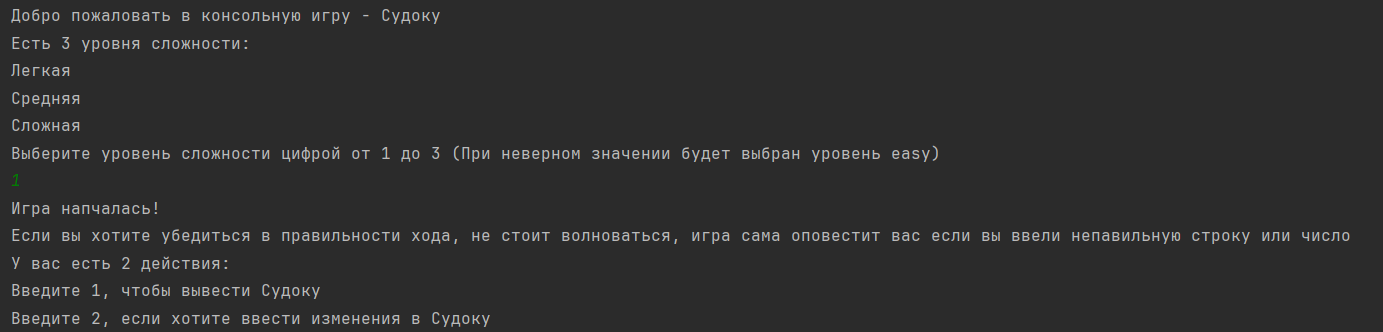 Добро пожаловать в консольную игру - Судоку
Есть 3 уровня сложности:
Легкая
Средняя
Сложная
Выберите уровень сложности цифрой от 1 до 3 (При неверном значении будет выбран уровень easy)
1
Игра напчалась!
Если вы хотите убедиться в правильности хода, не стоит волноваться, игра сама оповестит вас если вы ввели непавильную строку или число
У вас есть 2 действия:
Введите 1, чтобы вывести Судоку
Введите 2, если хотите ввести изменения в Судоку